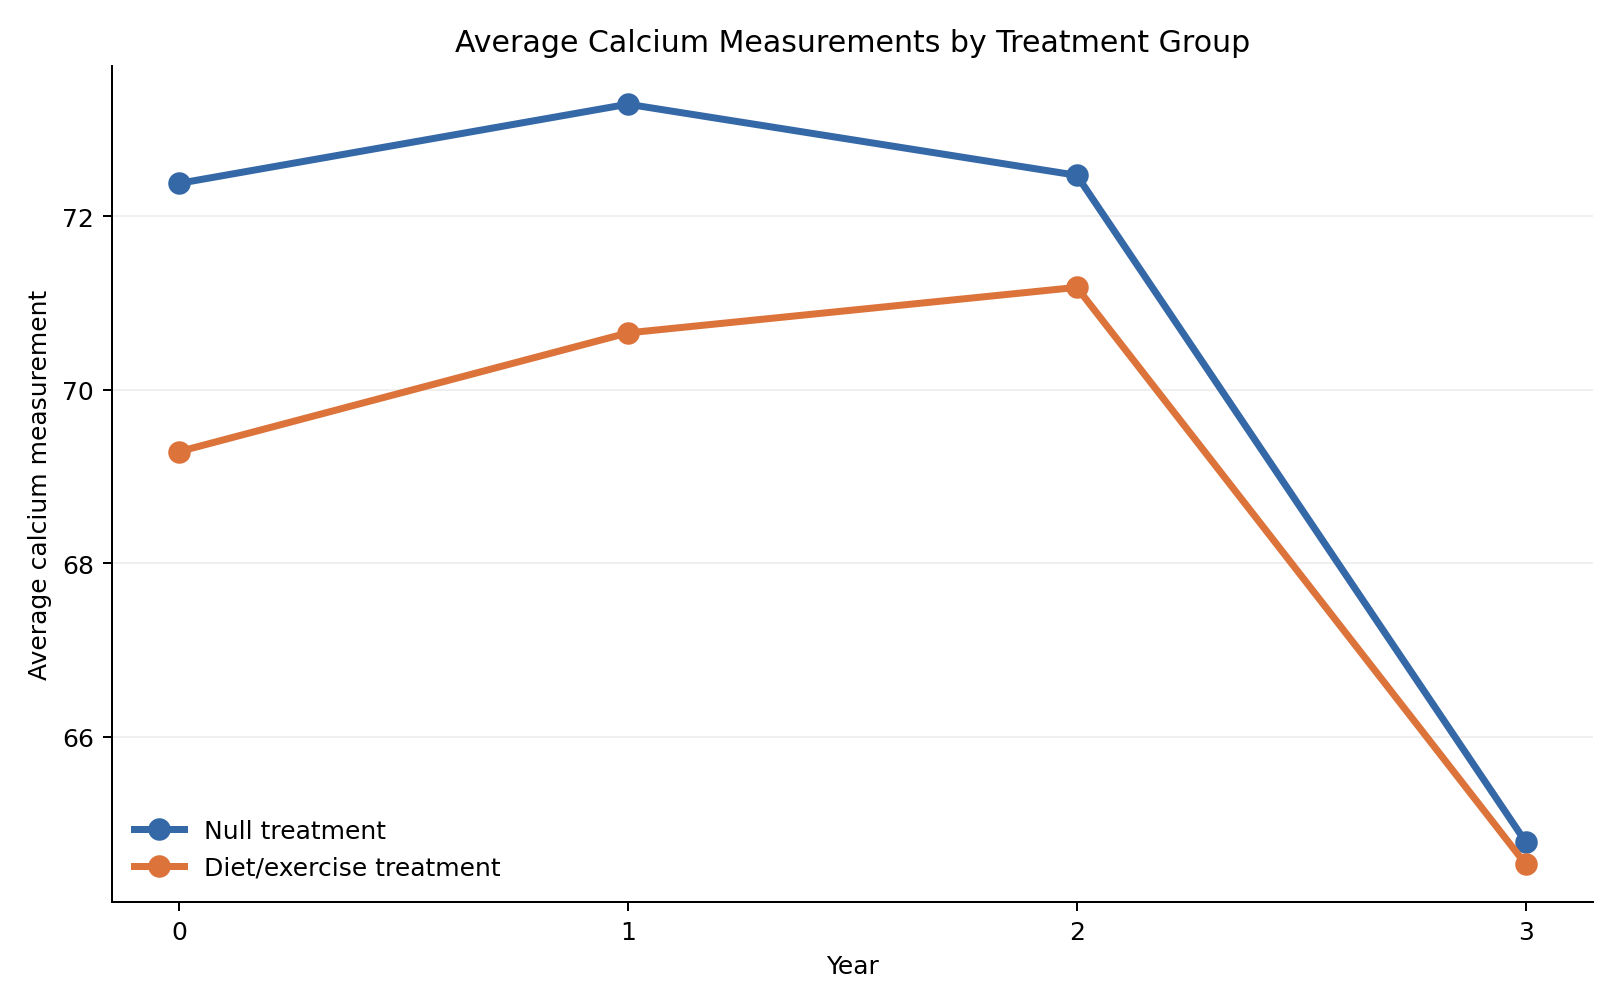 Average Calcium Measurements by Treatment Group
Average calcium measurement
72
70
68
66
Null treatment
Diet/exercise treatment
0 1 2 3
Year